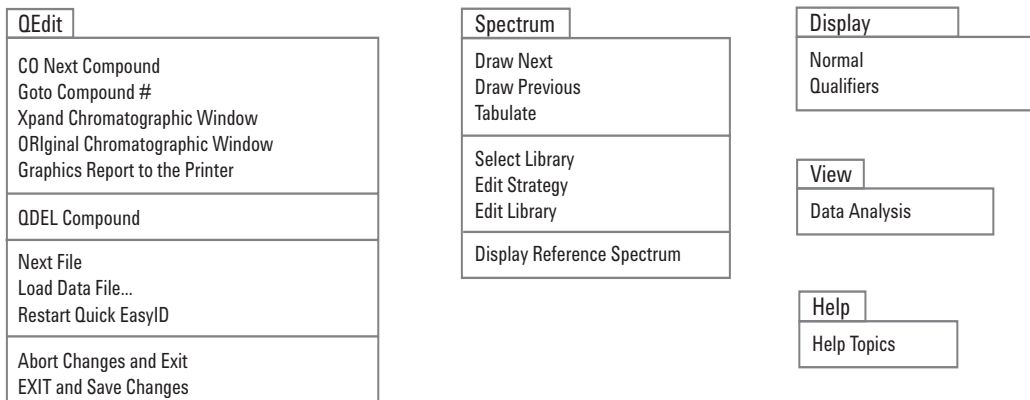 QEdit
CO Next Compound
Goto Compound #
Xpand Chromatographic Window
ORIginal Chromatographic Window
Graphics Report to the Printer
QDEL Compound
Next File
Load Data File...
Restart Quick EasyID
Abort Changes and Exit
EXIT and Save Changes
Spectrum
Draw Next
Draw Previous
Tabulate
Select Library
Edit Strategy
Edit Library
Display Reference Spectrum
Display
Normal
Qualifiers
View
Data Analysis
Help
Help Topics